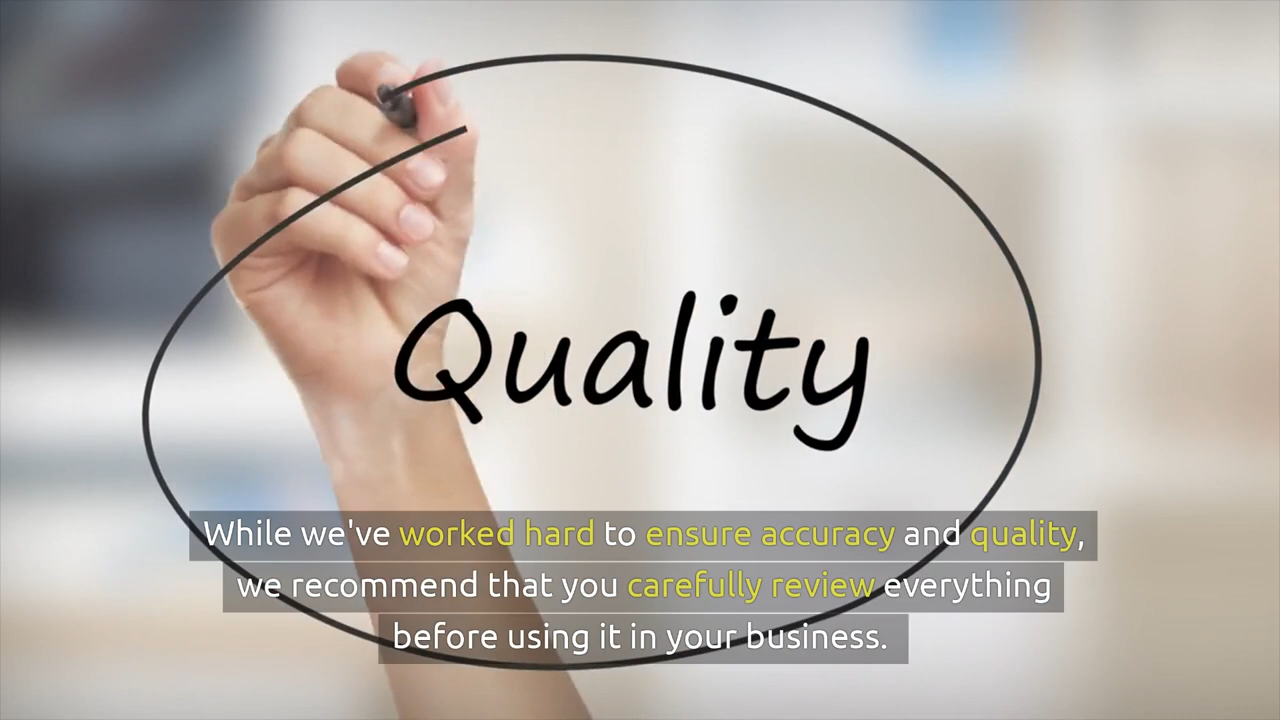 Quality
While we've worked hard to ensure accuracy and quality,
we recommend that you carefully review everything
before using it in your business.